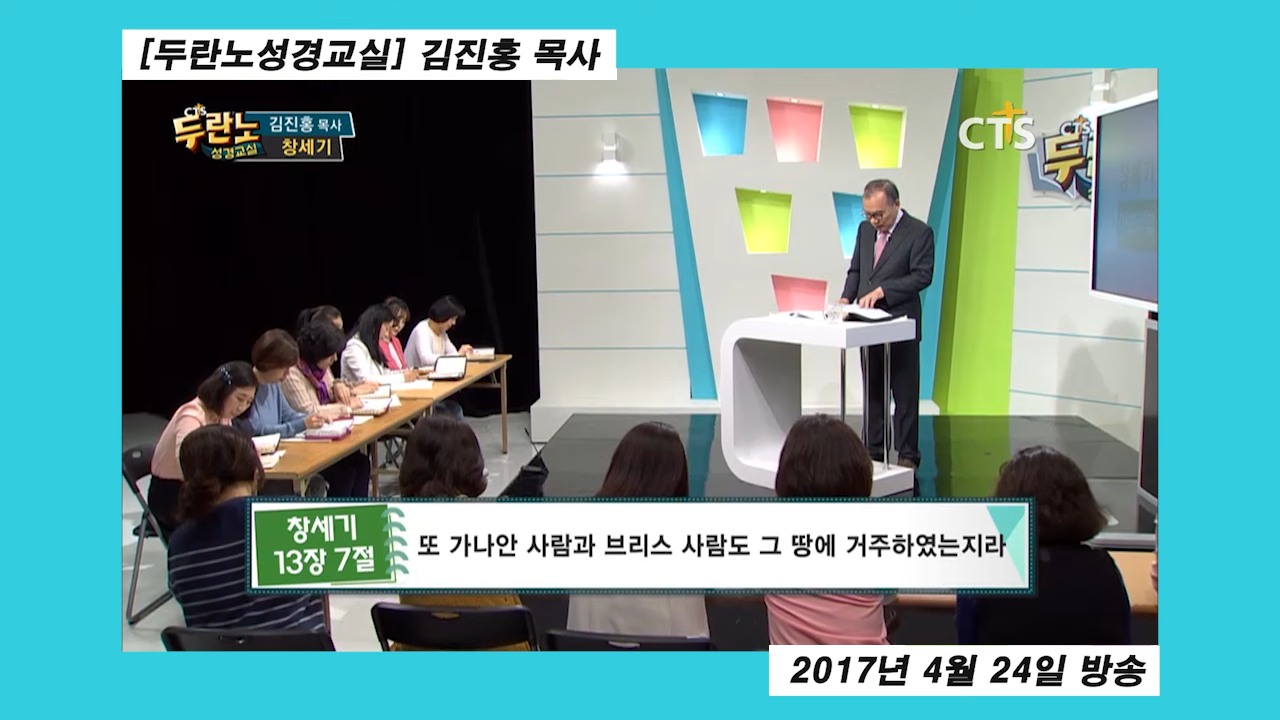 [두란노성경교실] 김진홍 목사
CTS
두란노
성경교실
김진홍 목사
창세기
CTS
CTS
두
창세기
13장 7절
또 가나안 사람과 브리스 사람도 그 땅에 거주하였는지라
2017년 4월 24일 방송